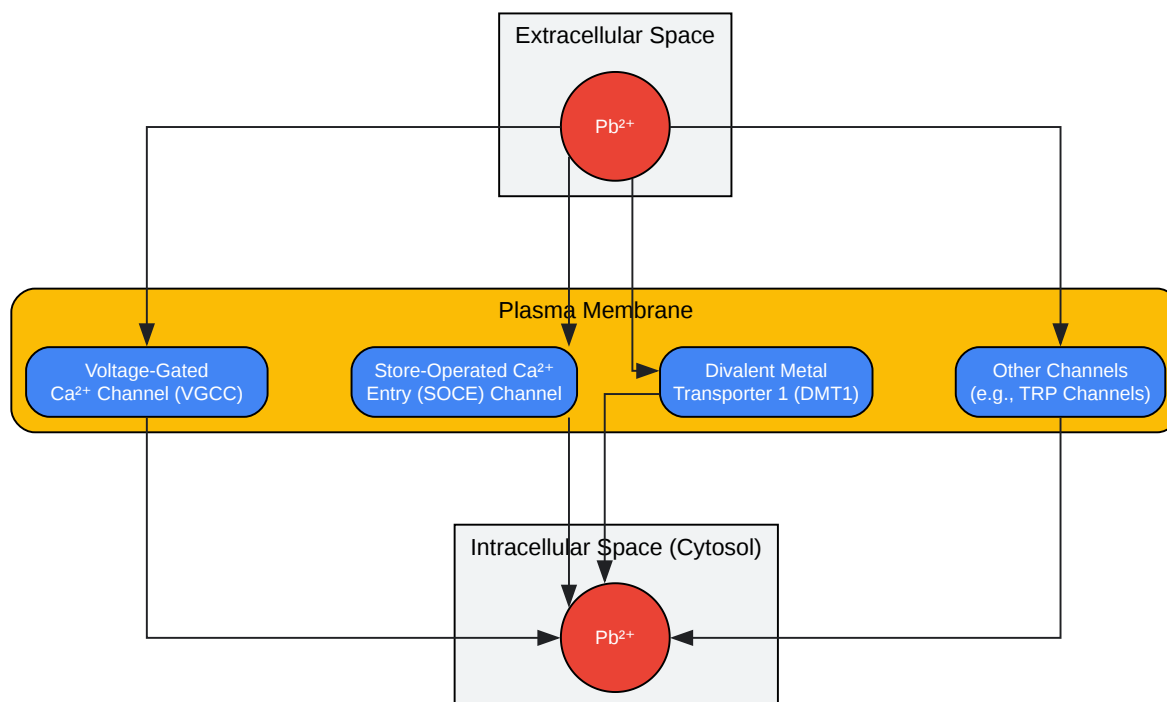 Extracellular Space
Pb²⁺
Plasma Membrane
Voltage-Gated
Ca²⁺ Channel (VGCC)
Store-Operated Ca²⁺
Entry (SOCE) Channel
Divalent Metal
Transporter 1 (DMT1)
Other Channels
(e.g., TRP Channels)
Intracellular Space (Cytosol)
Pb²⁺